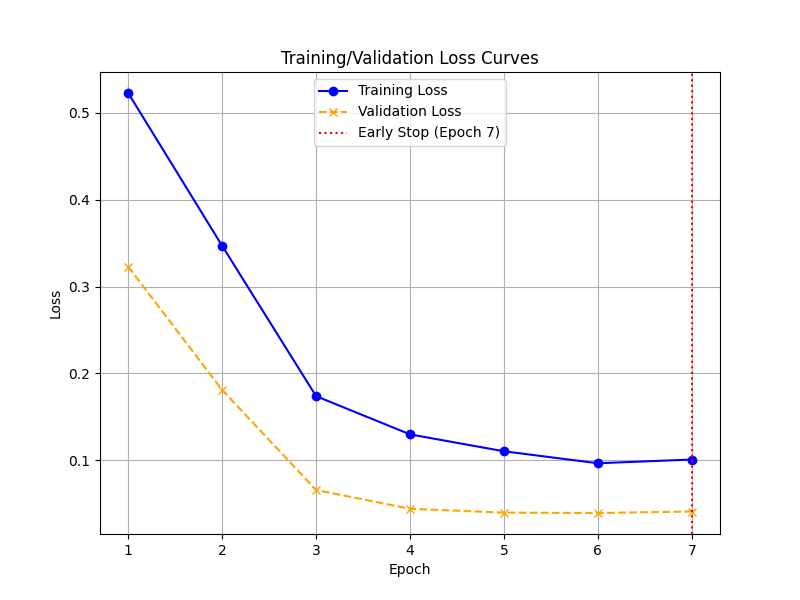 Training/Validation Loss Curves
Training Loss
Validation Loss
Early Stop (Epoch 7)
Loss
0.5
0.4
0.3
0.2
0.1
1 2 3 4 5 6 7
Epoch